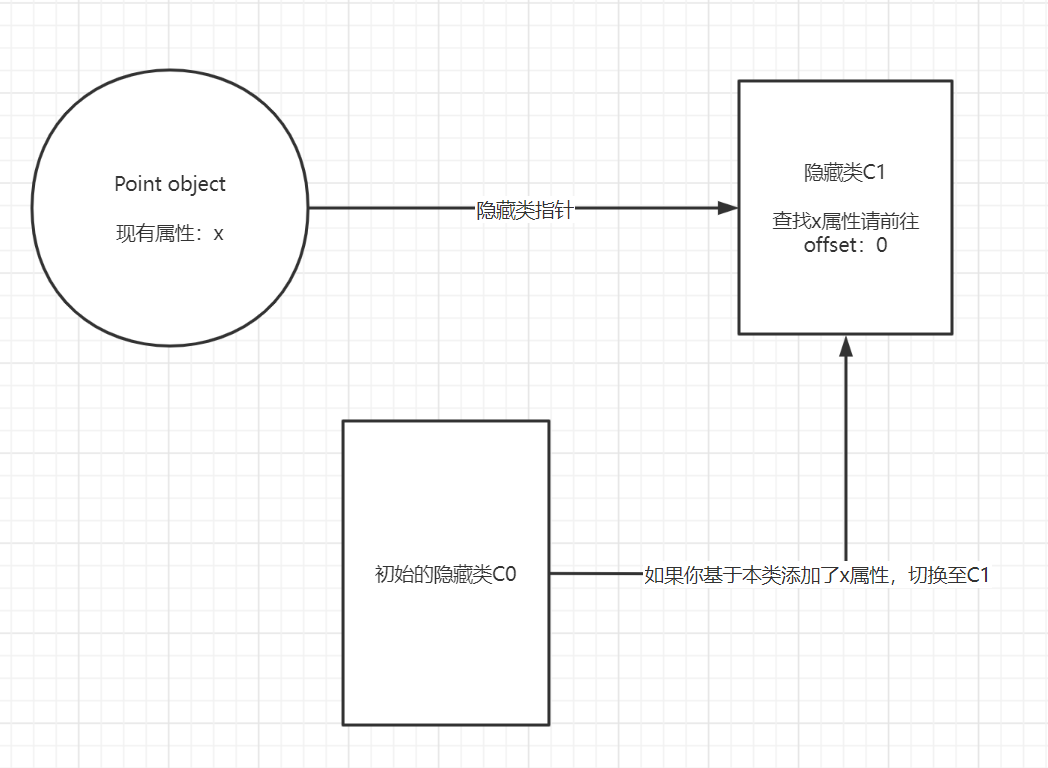 Point object
现有属性：x
隐藏类指针
隐藏类C1
查找x属性请前往
offset：0
初始的隐藏类C0
如果你基于本类添加了x属性，切换至C1